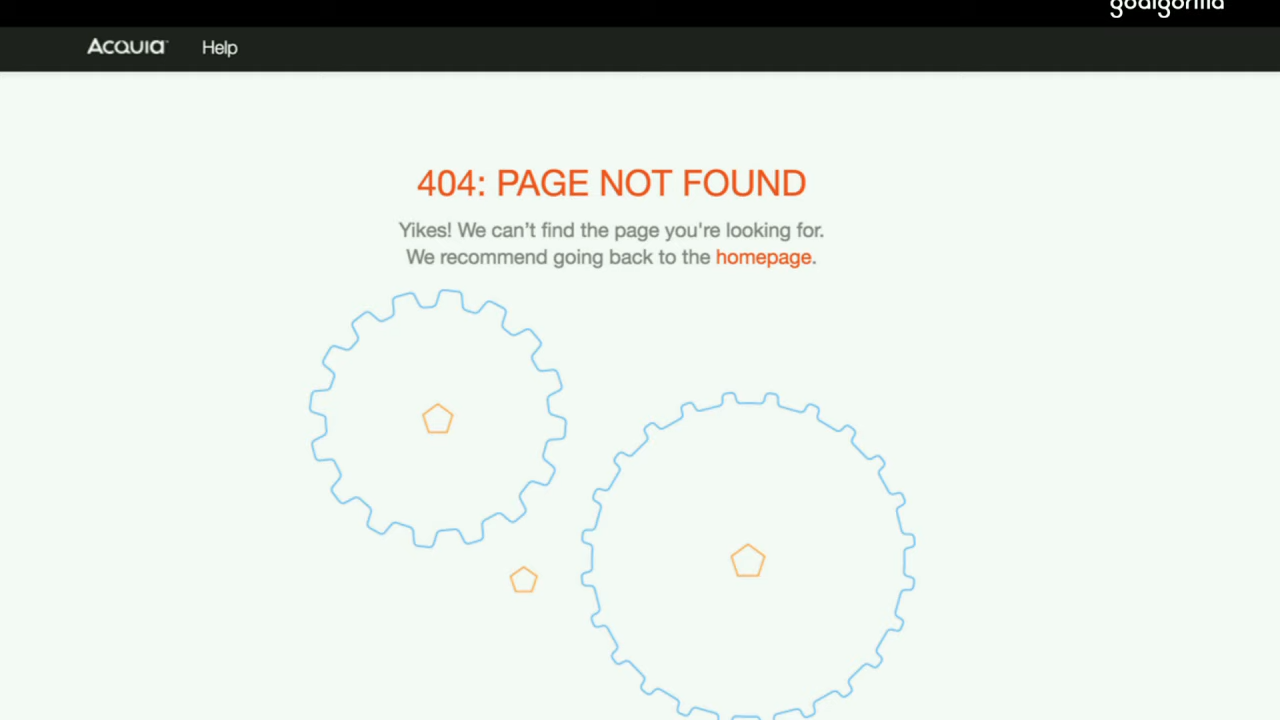 goalgorilla
Acquia Help
404: PAGE NOT FOUND
Yikes! We can't find the page you're looking for.
We recommend going back to the homepage.